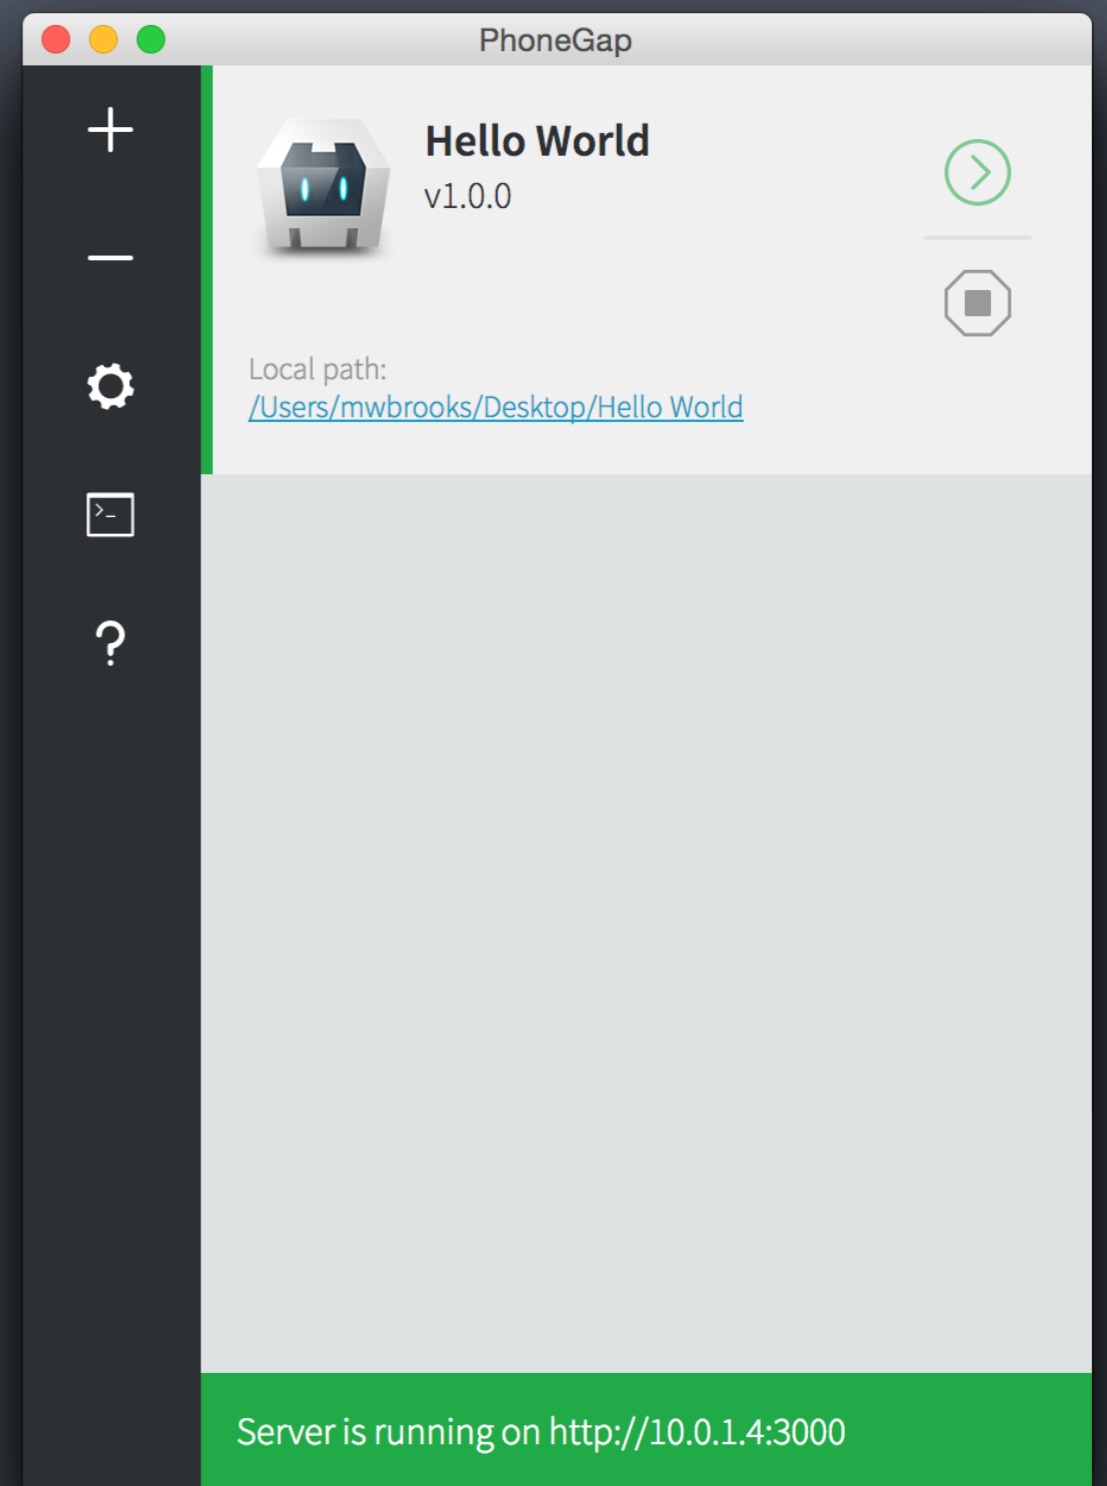 PhoneGap
Hello World
v1.0.0
Local path:
/Users/mwbrooks/Desktop/Hello World
Server is running on http://10.0.1.4:3000